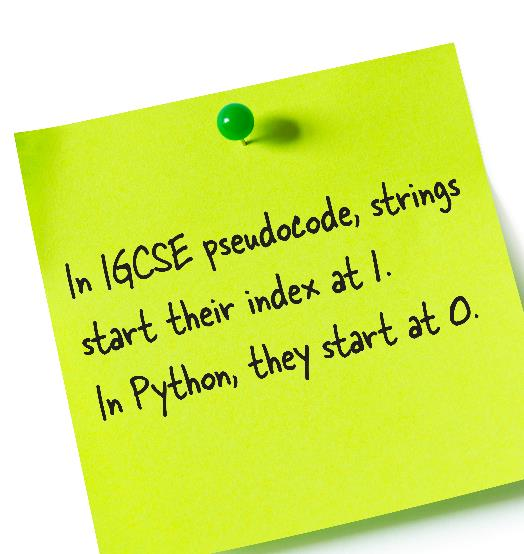 In IGCSE pseudocode, strings
start their index at 1.
In Python, they start at 0.